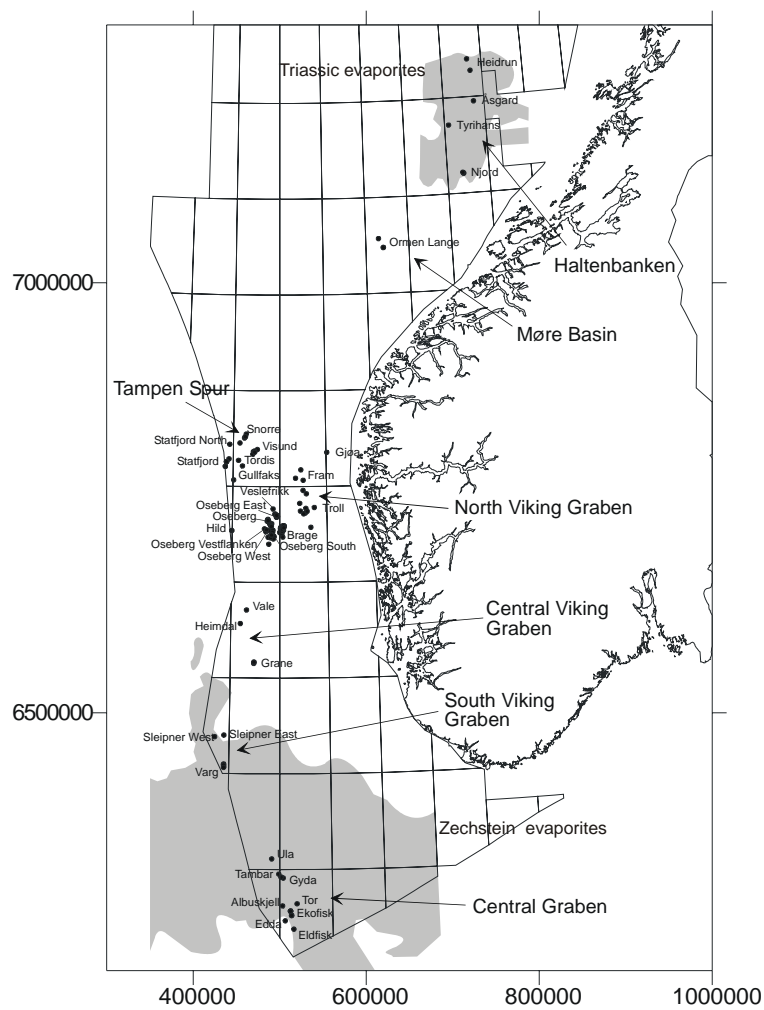 Triassic evaporites
Heidrun
Åsgard
Tyrihans
Njord
Ormen Lange
Haltenbanken
7000000
Møre Basin
Tampen Spur
Snorre
Statfjord North
Visund
Gjøa
Statfjord
Tordis
Gullfaks
Fram
Veslefrikk
Oseberg East
Troll
North Viking Graben
Oseberg
Hild
Brage
Oseberg Vestflanken
Oseberg South
Oseberg West
Vale
Central Viking
Graben
Heimdal
Grane
South Viking
Graben
6500000
Sleipner West
Sleipner East
Varg
Zechstein evaporites
Ula
Tambar
Gyda
Albuskjell
Tor
Central Graben
Ekofisk
Edda
Eldfisk
400000
600000
800000
1000000